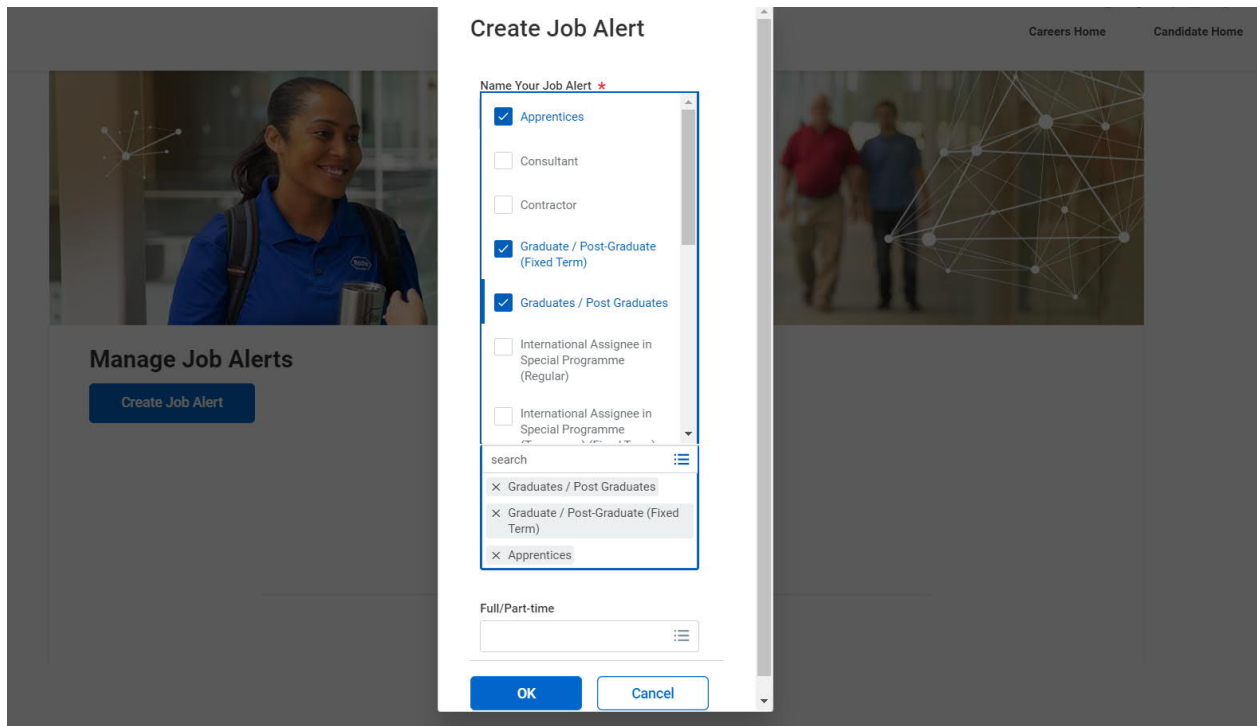 Create Job Alert
Careers Home
Candidate Home
Name Your Job Alert *
Apprentices
Consultant
Contractor
Graduate / Post-Graduate
(Fixed Term)
Graduates / Post Graduates
International Assignee in
Special Programme
(Regular)
International Assignee in
Special Programme
search
× Graduates / Post Graduates
× Graduate / Post-Graduate (Fixed
Term)
× Apprentices
Full/Part-time
OK
Cancel
Manage Job Alerts
Create Job Alert